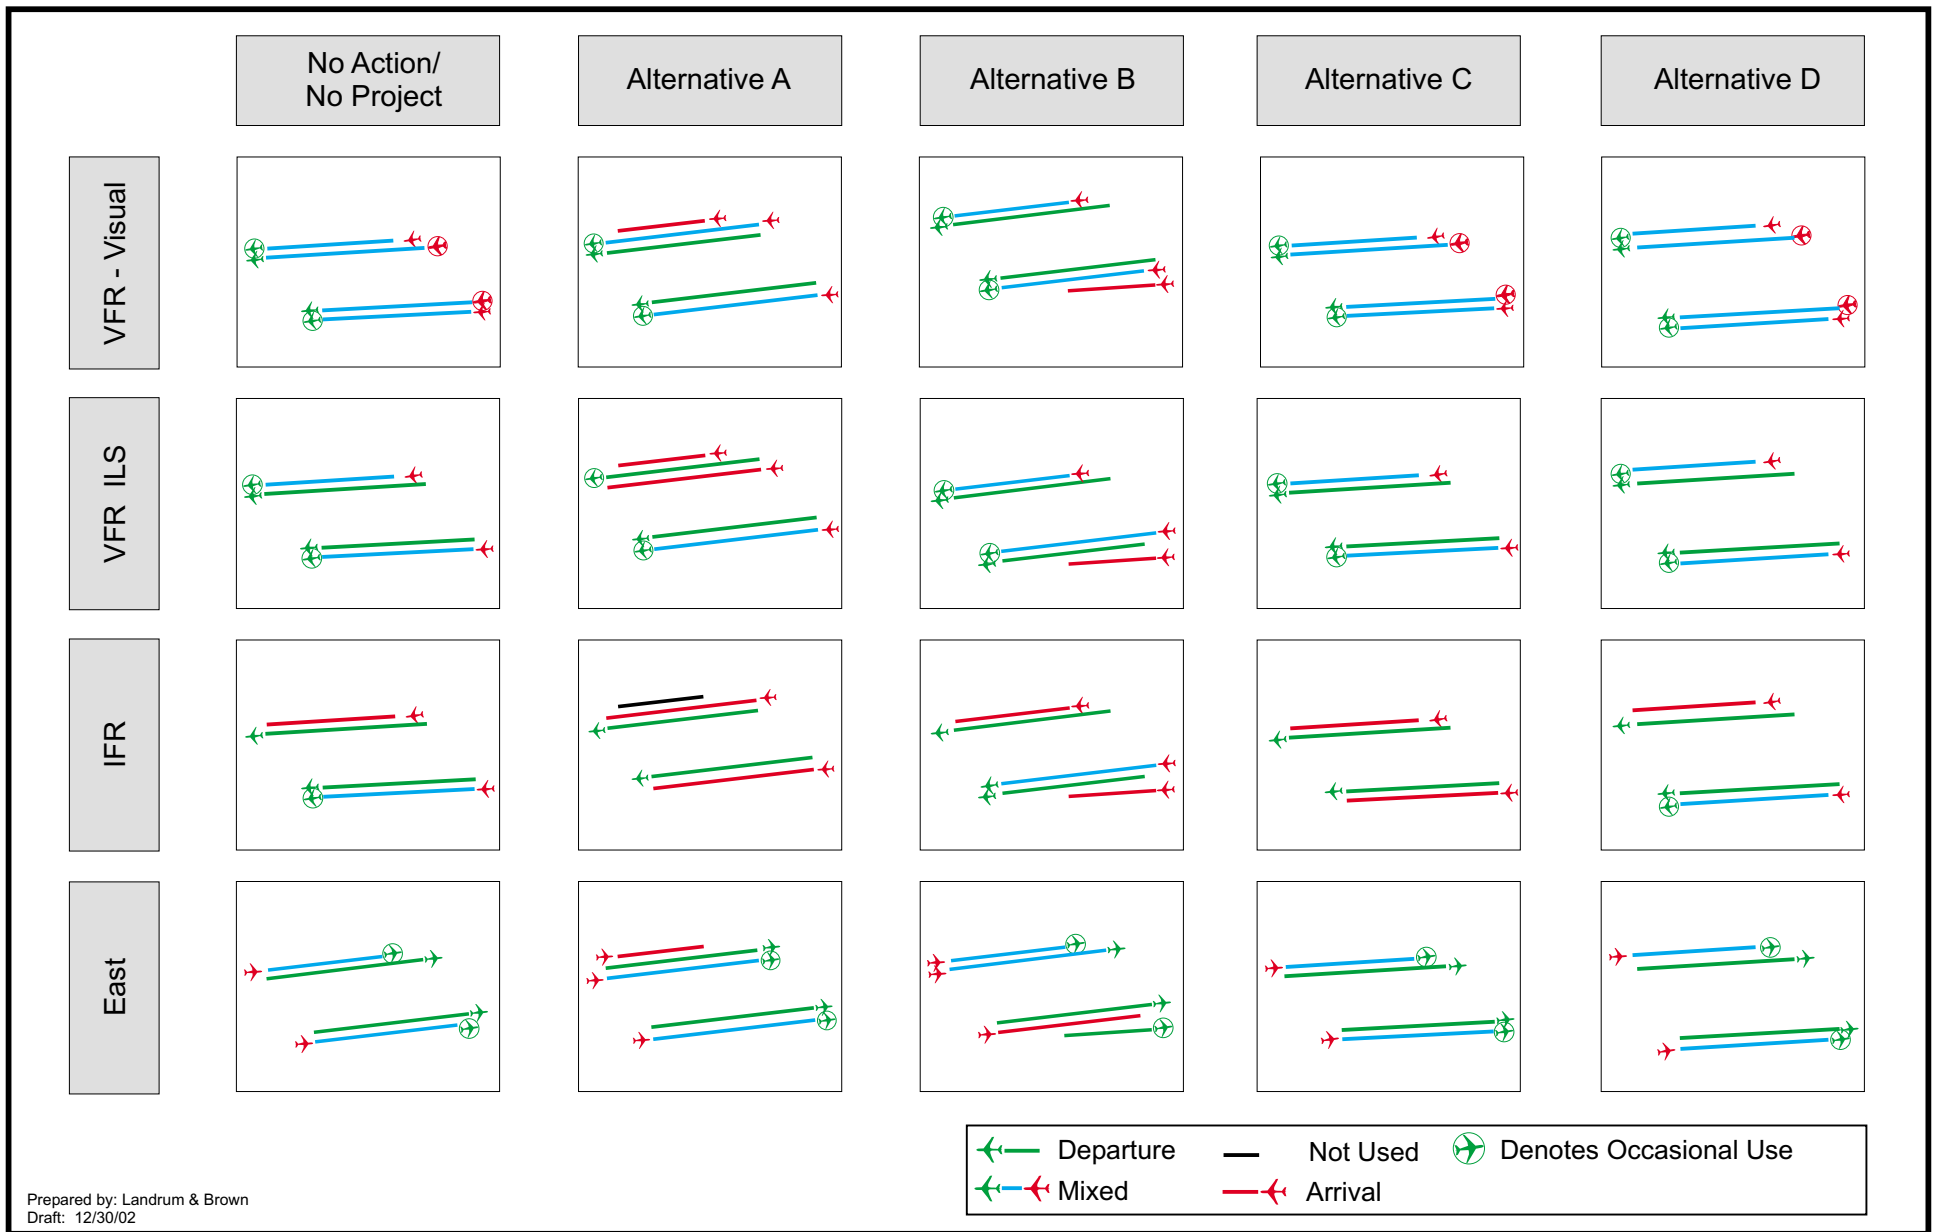 No Action/
No Project
Alternative A
Alternative B
Alternative C
Alternative D
VFR - Visual
VFR ILS
IFR
East
Departure
Not Used
Denotes Occasional Use
Mixed
Arrival
Prepared by: Landrum & Brown
Draft: 12/30/02